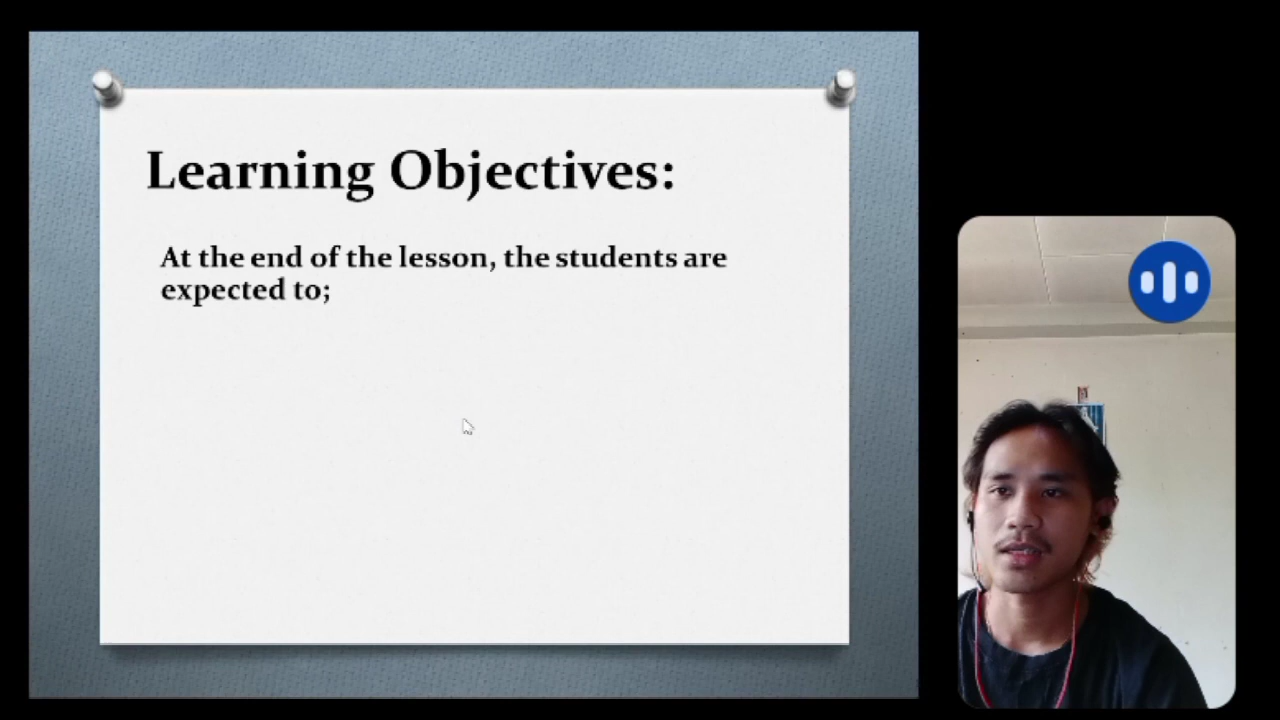 Learning Objectives:
At the end of the lesson, the students are
expected to;